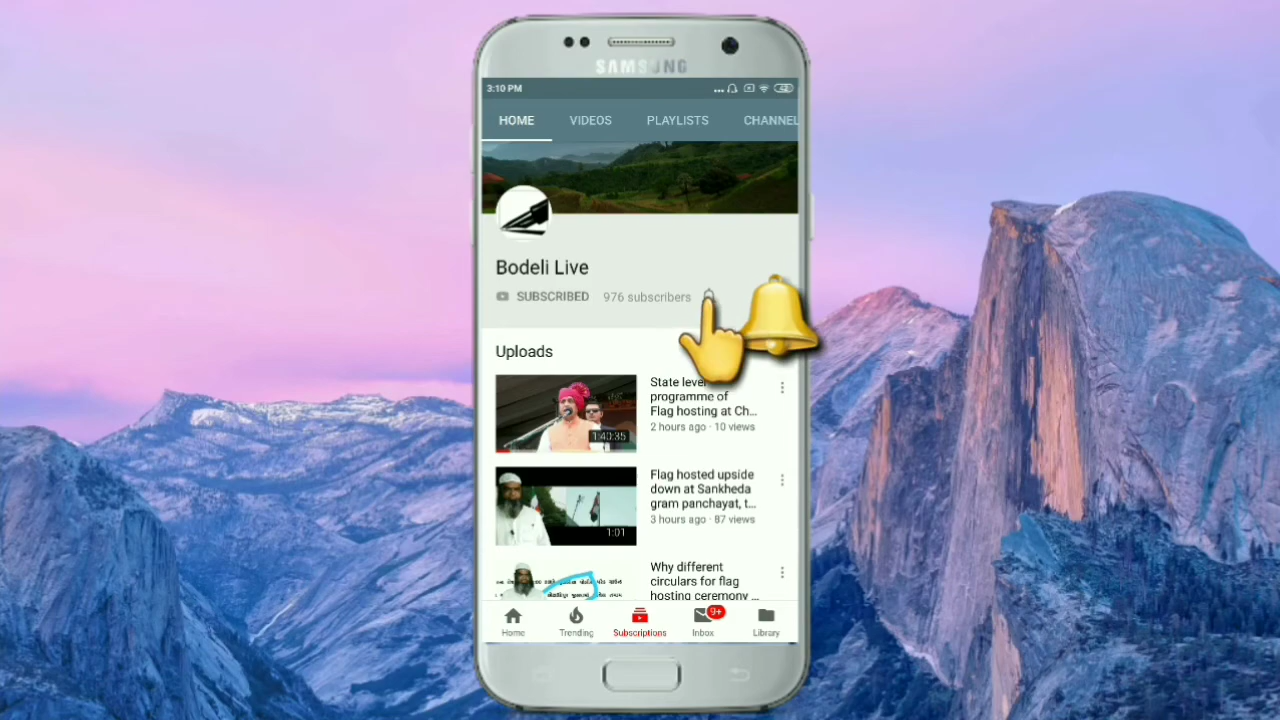 SAMSUNG
3:10 PM
HOME VIDEOS PLAYLISTS CHANNEL
Bodeli Live
SUBSCRIBED 976 subscribers
Uploads
State level
programme of
Flag hosting at Ch...
2 hours ago · 10 views
1:40:35
Flag hosted upside
down at Sankheda
gram panchayat, t...
3 hours ago · 87 views
1:01
Why different
circulars for flag
hosting ceremony ...
Home Trending Subscriptions Inbox 9+ Library